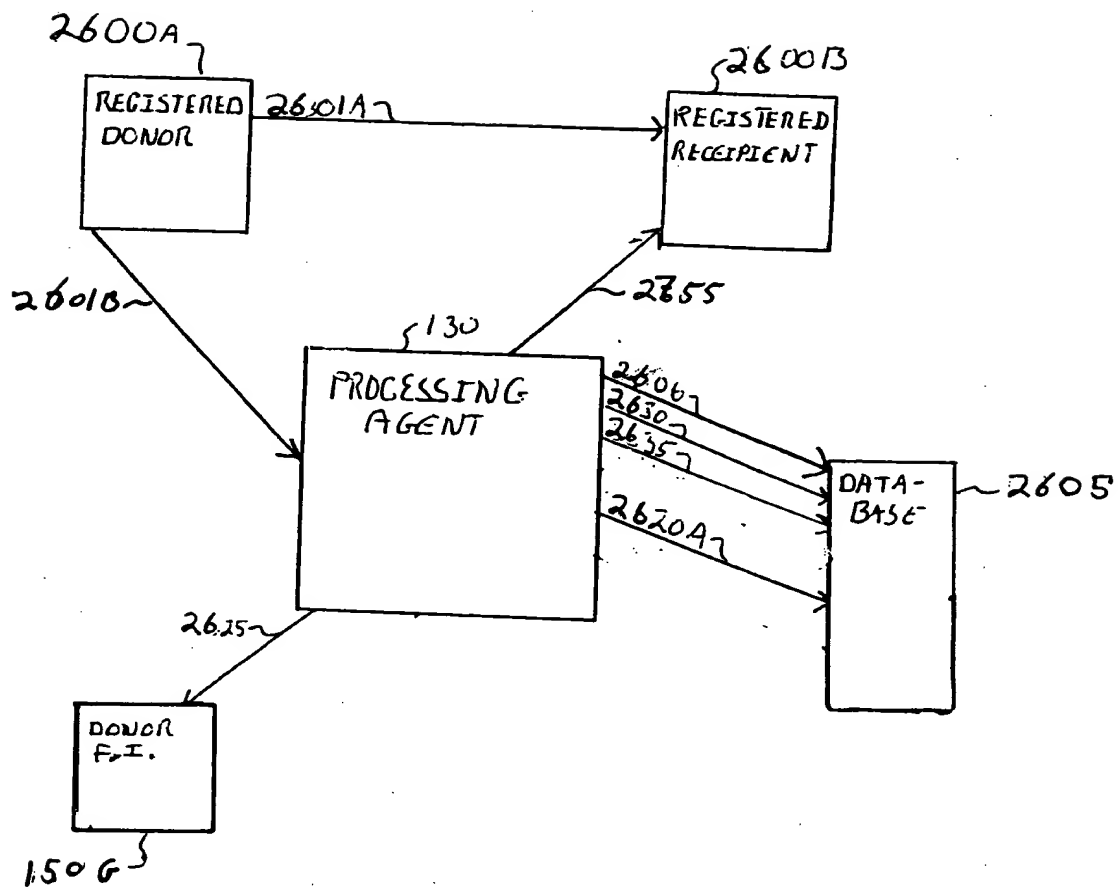 2600A
2600B
REGISTERED
DONOR
2601A
REGISTERED
RECEIPIENT
2601B
2655
130
PROCESSING
AGENT
2606
2630
2635
2620A
DATA-
BASE
2605
2625
DONOR
F.I.
150G